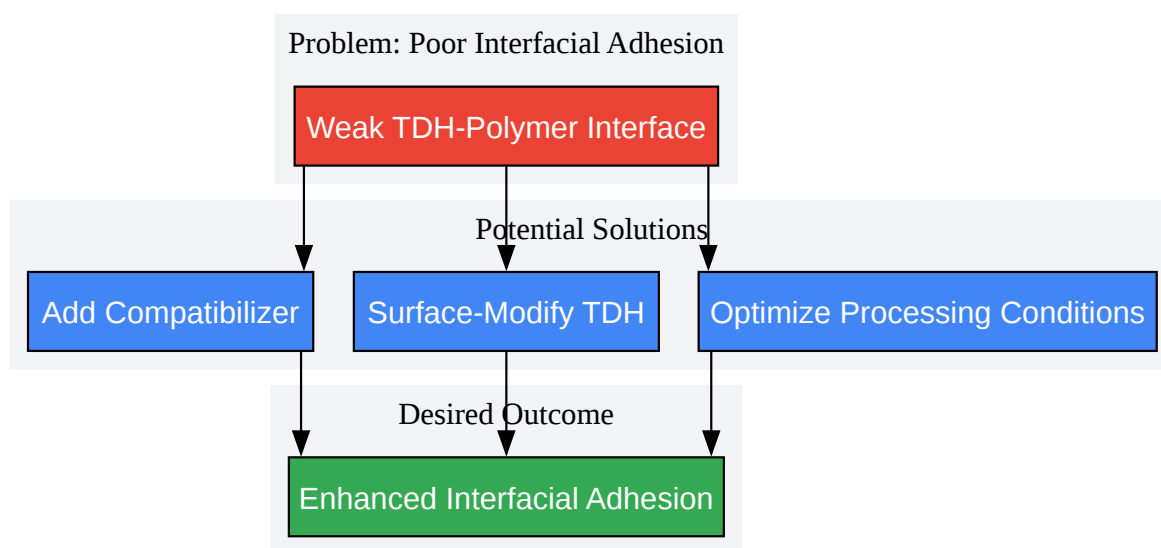 Problem: Poor Interfacial Adhesion
Weak TDH-Polymer Interface
Potential Solutions
Add Compatibilizer
Surface-Modify TDH
Optimize Processing Conditions
Desired Outcome
Enhanced Interfacial Adhesion